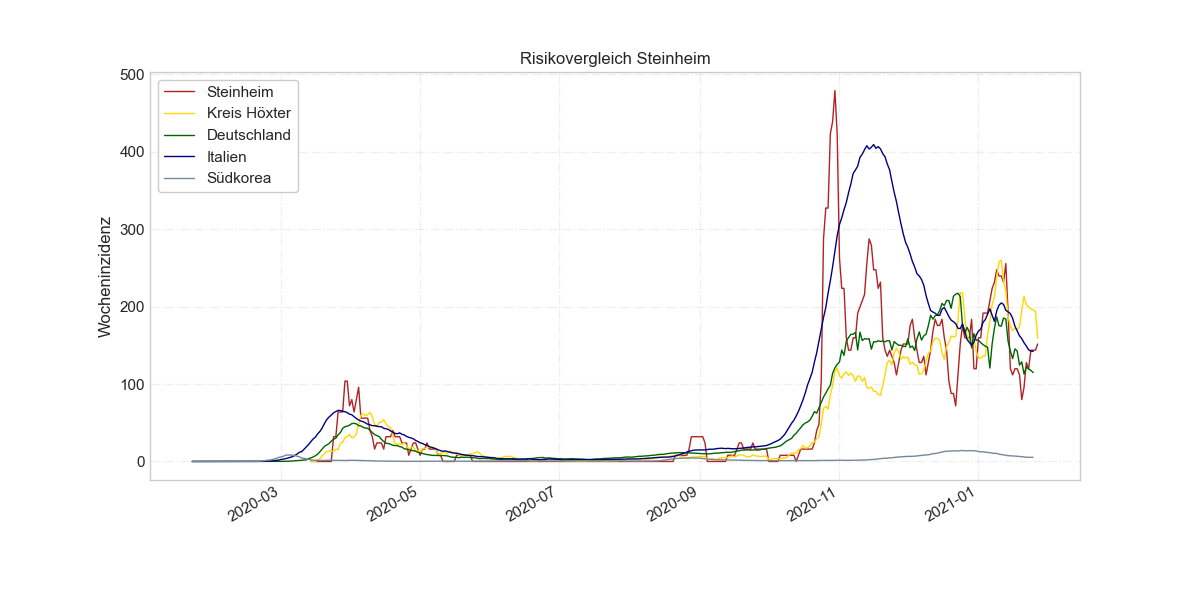 Risikovergleich Steinheim
Wocheninzidenz
500
400
300
200
100
0
Steinheim
Kreis Höxter
Deutschland
Italien
Südkorea
2020-03
2020-05
2020-07
2020-09
2020-11
2021-01